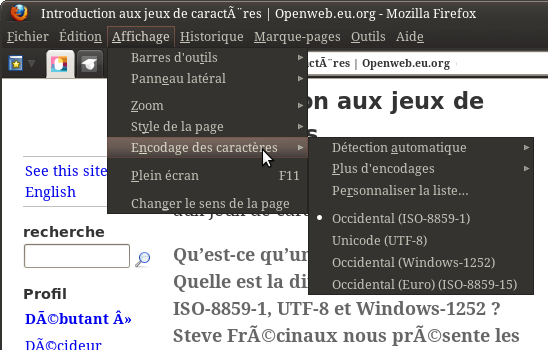 Introduction aux jeux de caractÃ¨res | Openweb.eu.org - Mozilla Firefox
Fichier Édition Affichage Historique Marque-pages Outils Aide
ctÃ¨res | Openweb.eu.org
Barres d'outils
Panneau latéral
Zoom
Style de la page
Encodage des caractères
Plein écran F11
Changer le sens de la page
Détection automatique
Plus d'encodages
Personnaliser la liste...
Occidental (ISO-8859-1)
Unicode (UTF-8)
Occidental (Windows-1252)
Occidental (Euro) (ISO-8859-15)
on aux jeux de
See this site
English
recherche
Profil
DÃ©butant Â»
DÃ©cideur
aux jeux de
Qu’est-ce qu’un
Quelle est la di
ISO-8859-1, UTF-8 et Windows-1252 ?
Steve FrÃ©cinaux nous prÃ©sente les